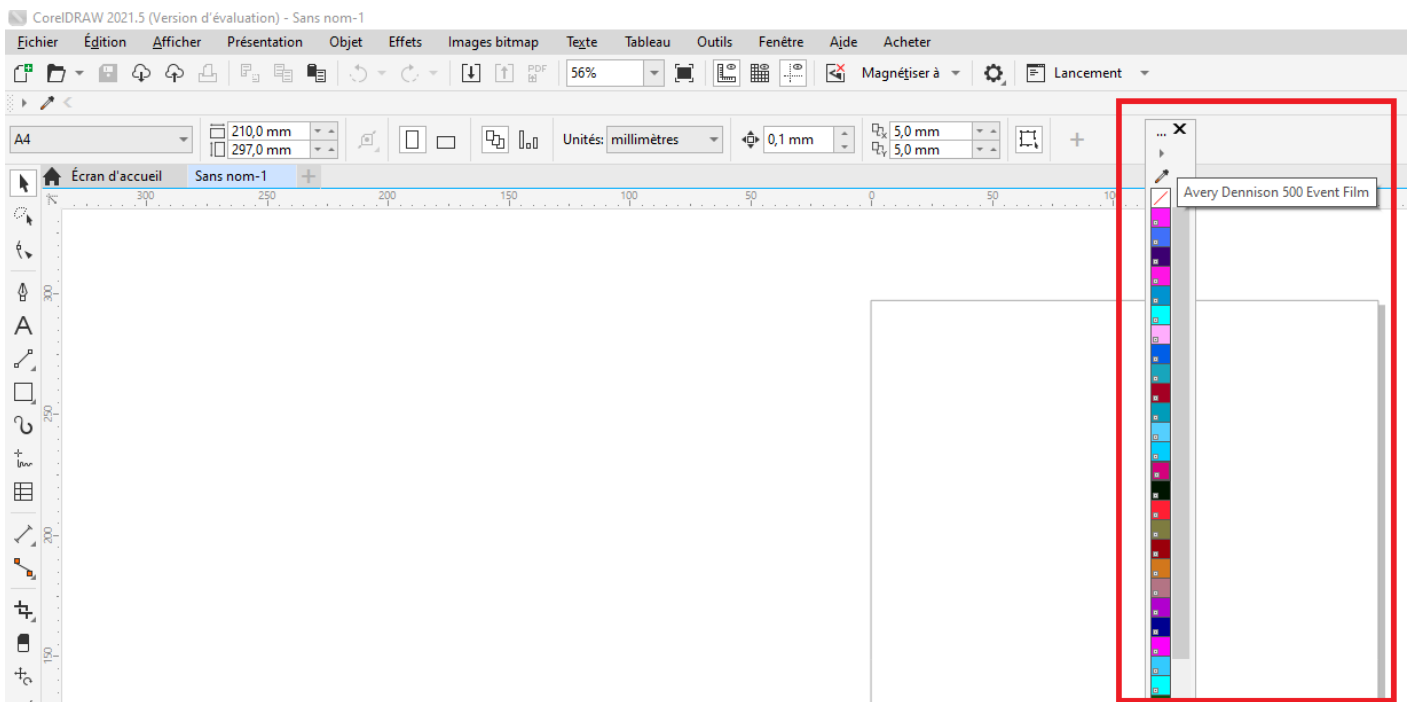 CorelDRAW 2021.5 (Version d'évaluation) - Sans nom-1
Fichier Édition Afficher Présentation Objet Effets Images bitmap Texte Tableau Outils Fenêtre Aide Acheter
PDF 56% Magnétiser à Lancement
A4 210,0 mm 297,0 mm Unités: millimètres 0,1 mm 5,0 mm 5,0 mm
... X
Écran d'accueil Sans nom-1
Avery Dennison 500 Event Film
300 250 200 150 100 50 0 50
300
250
200
150